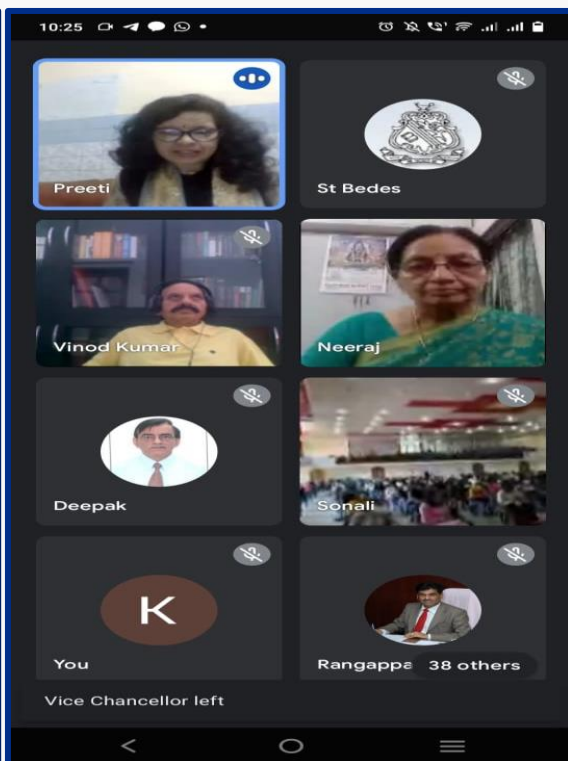 10:25
Preeti
St Bedes
Vinod Kumar
Neeraj
Deepak
Sonali
K
You
Rangappa
38 others
Vice Chancellor left